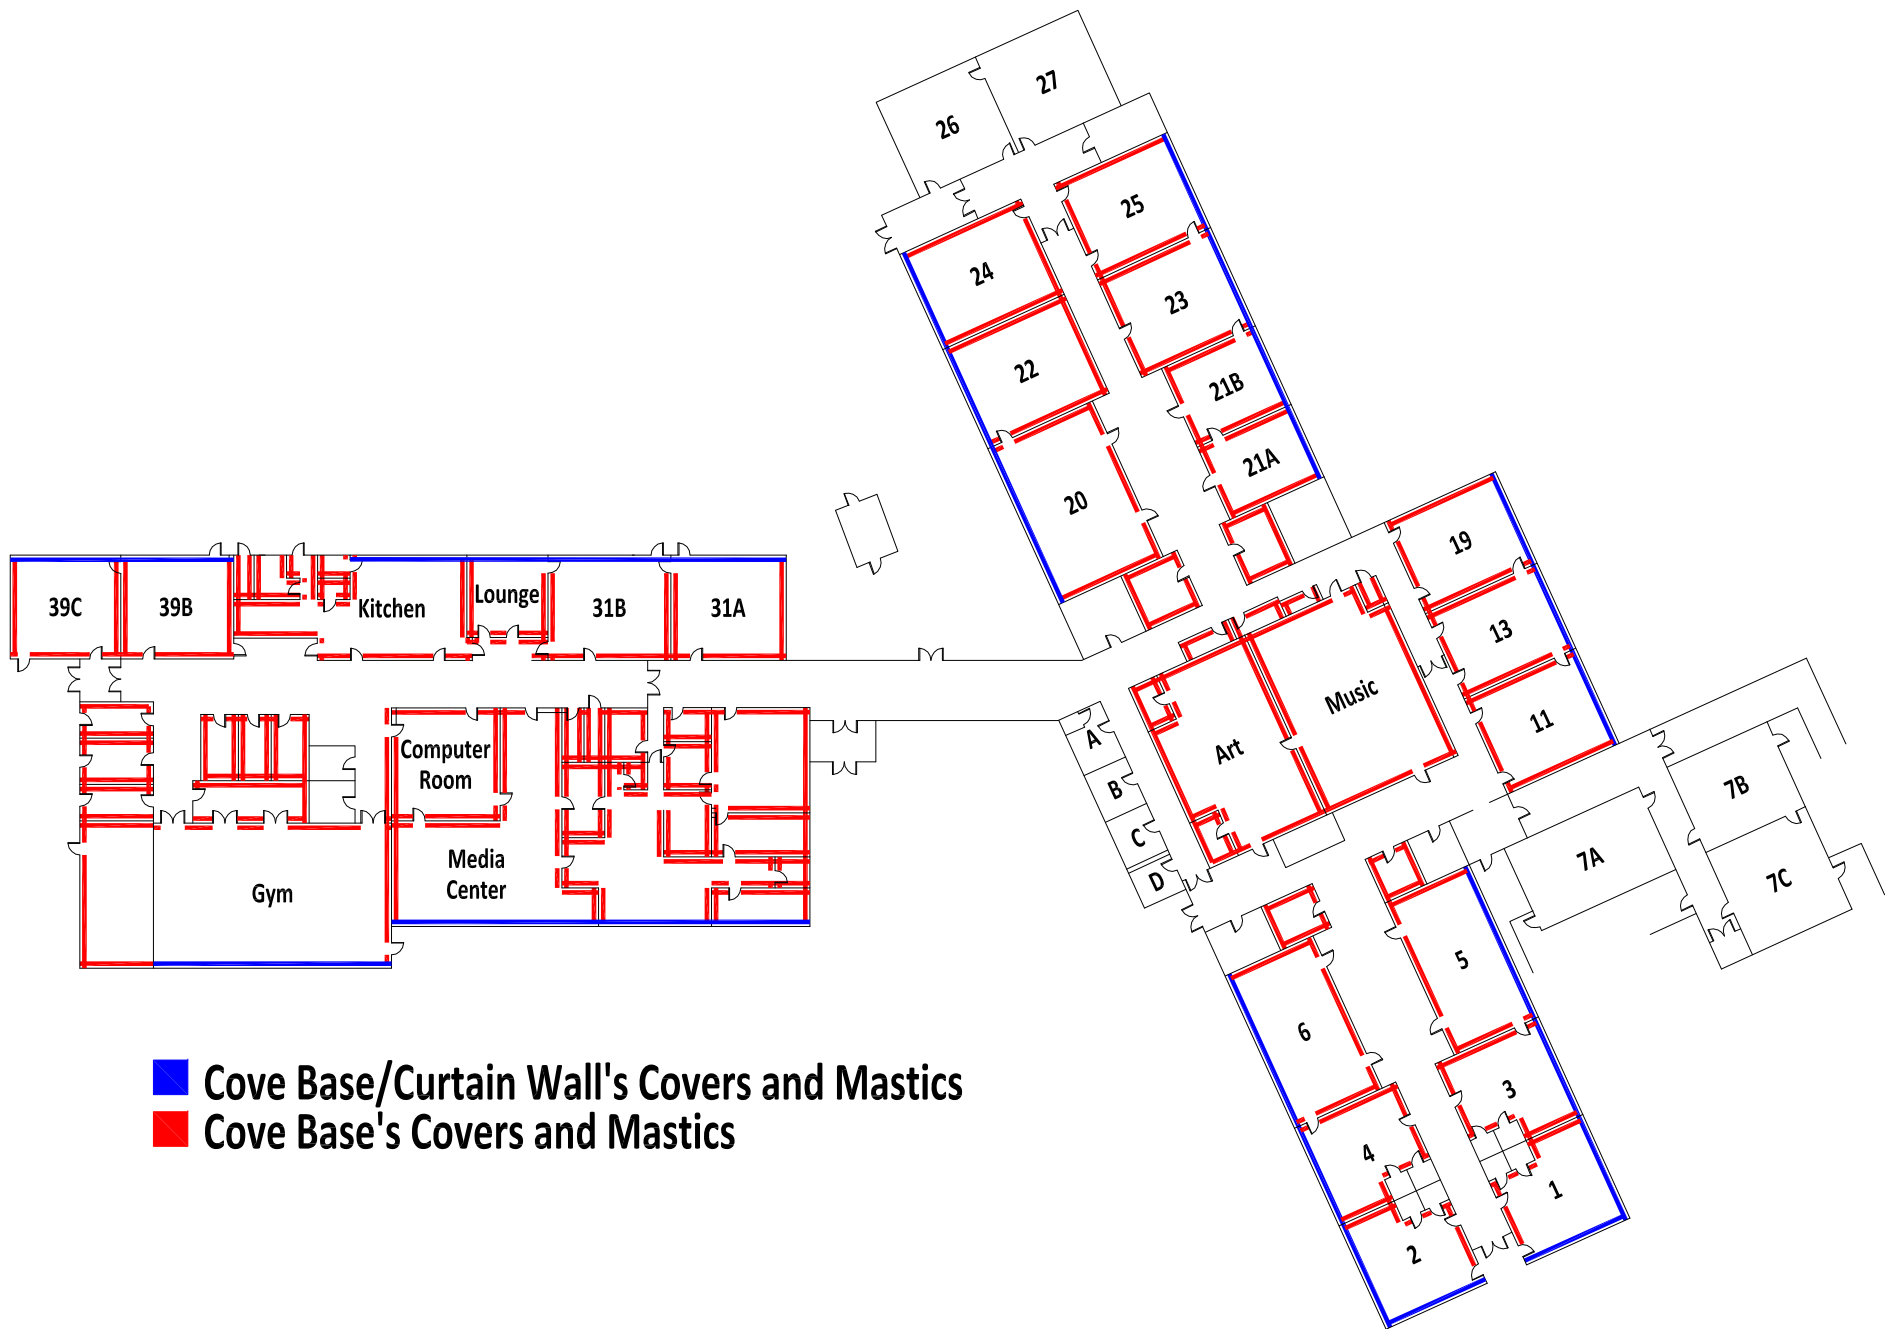 27
26
25
24
23
22
21B
21A
20
19
13
11
39C
39B
Kitchen
Lounge
31B
31A
Music
Art
A
B
C
D
Computer
Room
Media
Center
Gym
7B
7A
7C
5
6
3
4
1
2
Cove Base/Curtain Wall's Covers and Mastics
Cove Base's Covers and Mastics